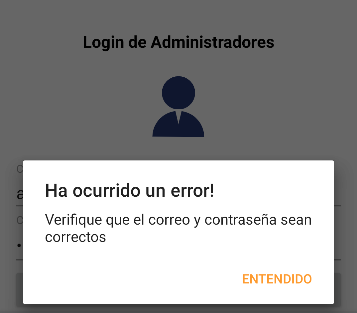 Login de Administradores
Ha ocurrido un error!
Verifique que el correo y contraseña sean
correctos
ENTENDIDO